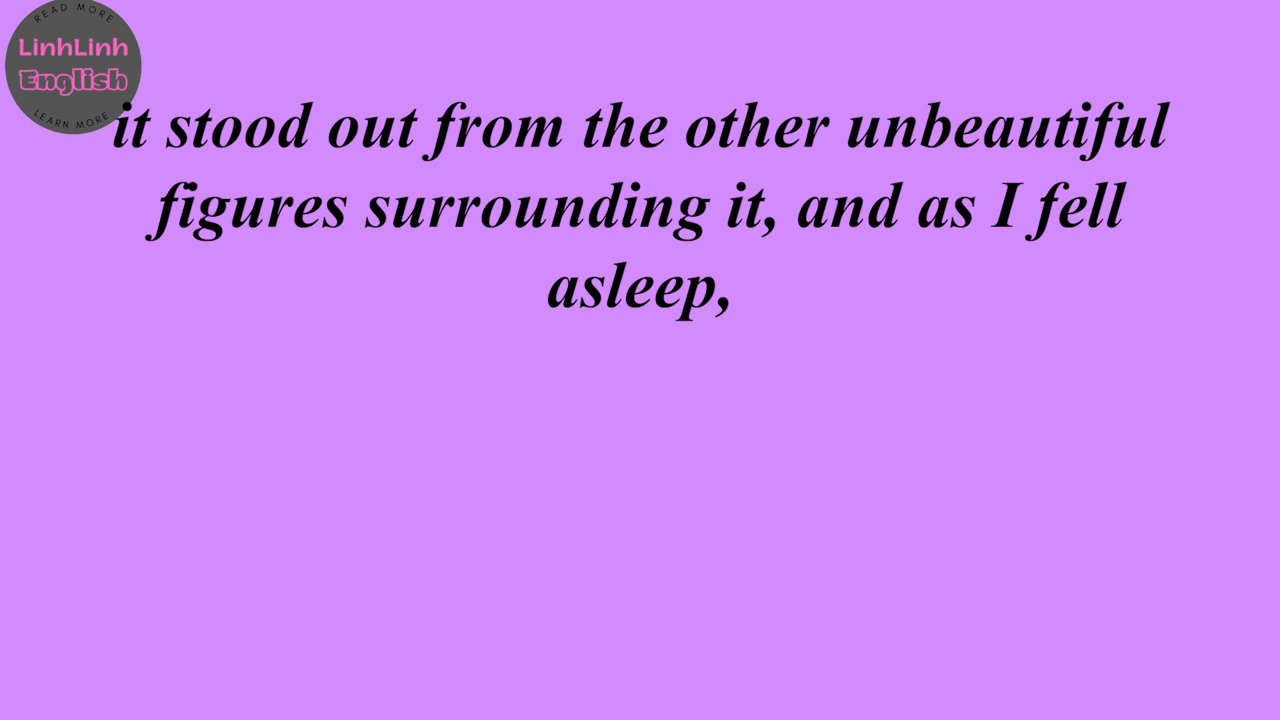 READ MORE
LinhLinh
English
LEARN MORE
it stood out from the other unbeautiful
figures surrounding it, and as I fell
asleep,